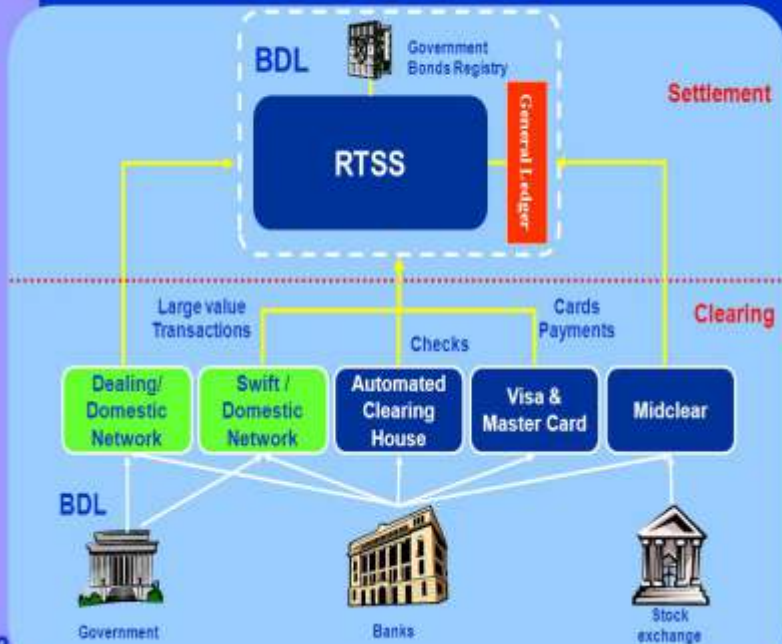 BDL
Government
Bonds Registry
Settlement
RTSS
General Ledger
Large value
Transactions
Cards
Payments
Clearing
Checks
Dealing/
Domestic
Network
Swift /
Domestic
Network
Automated
Clearing
House
Visa &
Master Card
Midclear
BDL
Government
Banks
Stock
exchange